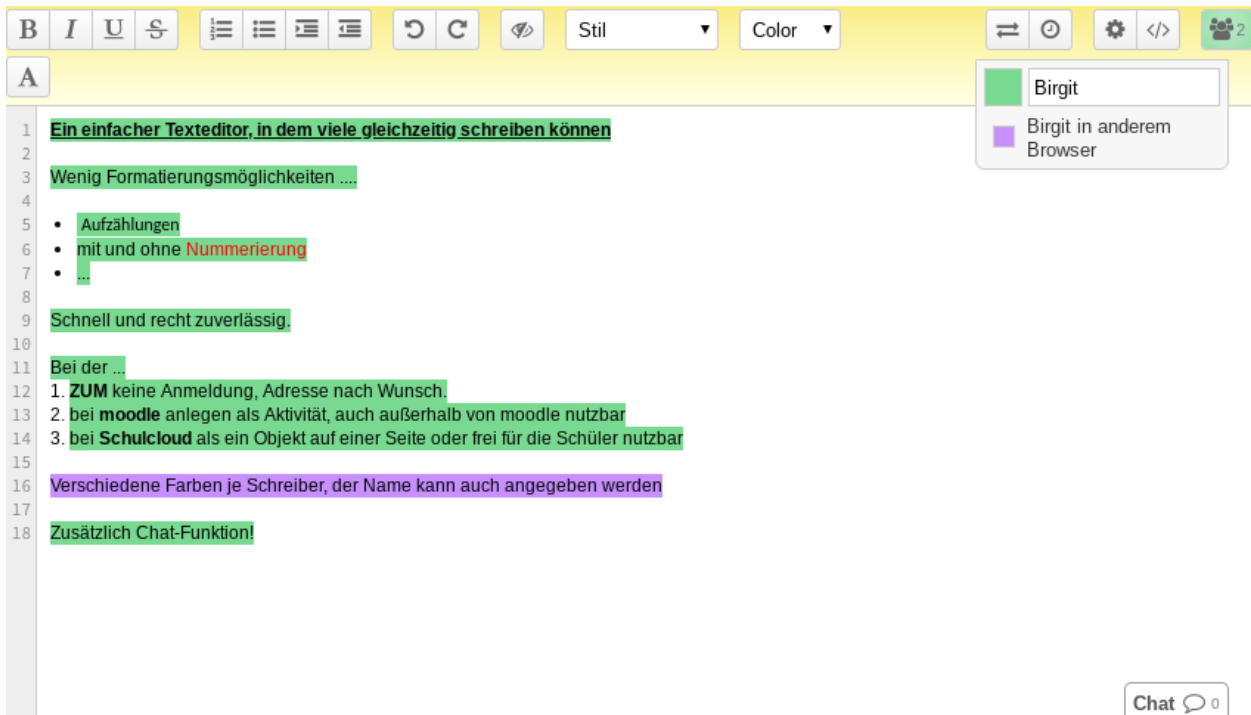 B I U S Stil Color 2
A
Birgit
Birgit in anderem
Browser
1 Ein einfacher Texteditor, in dem viele gleichzeitig schreiben können
2
3 Wenig Formatierungsmöglichkeiten ....
4
5 • Aufzählungen
6 • mit und ohne Nummerierung
7 • ...
8
9 Schnell und recht zuverlässig.
10
11 Bei der ...
12 1. ZUM keine Anmeldung, Adresse nach Wunsch.
13 2. bei moodle anlegen als Aktivität, auch außerhalb von moodle nutzbar
14 3. bei Schulcloud als ein Objekt auf einer Seite oder frei für die Schüler nutzbar
15
16 Verschiedene Farben je Schreiber, der Name kann auch angegeben werden
17
18 Zusätzlich Chat-Funktion!
Chat 0